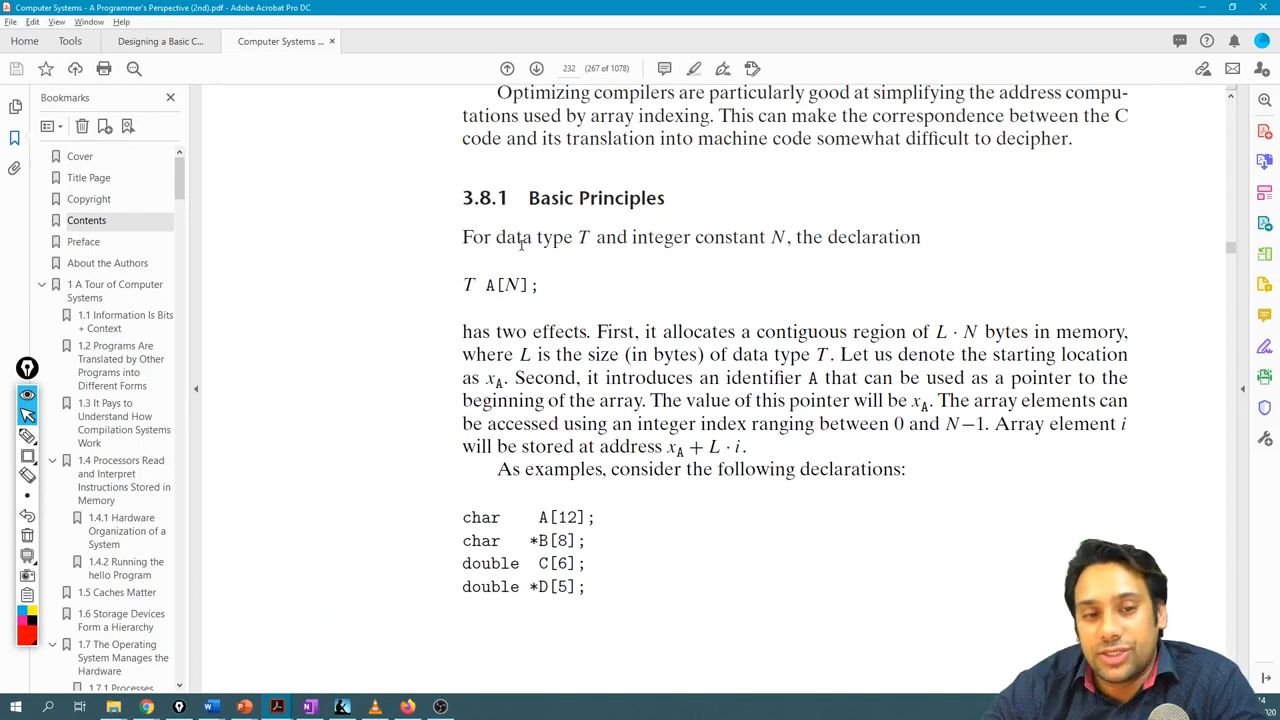 Computer Systems - A Programmer's Perspective (2nd).pdf - Adobe Acrobat Pro DC
File Edit View Window Help
Home Tools Designing a Basic C... Computer Systems ... ×
232 (267 of 1078)
Bookmarks
Cover
Title Page
Copyright
Contents
Preface
About the Authors
1 A Tour of Computer
Systems
1.1 Information Is Bits
+ Context
1.2 Programs Are
Translated by Other
Programs into
Different Forms
1.3 It Pays to
Understand How
Compilation Systems
Work
1.4 Processors Read
and Interpret
Instructions Stored in
Memory
1.4.1 Hardware
Organization of a
System
1.4.2 Running the
hello Program
1.5 Caches Matter
1.6 Storage Devices
Form a Hierarchy
1.7 The Operating
System Manages the
Hardware
1.7.1 Processes
Optimizing compilers are particularly good at simplifying the address compu-
tations used by array indexing. This can make the correspondence between the C
code and its translation into machine code somewhat difficult to decipher.
3.8.1 Basic Principles
For data type T and integer constant N, the declaration
T A[N];
has two effects. First, it allocates a contiguous region of L · N bytes in memory,
where L is the size (in bytes) of data type T. Let us denote the starting location
as xA. Second, it introduces an identifier A that can be used as a pointer to the
beginning of the array. The value of this pointer will be xA. The array elements can
be accessed using an integer index ranging between 0 and N−1. Array element i
will be stored at address xA + L · i.
As examples, consider the following declarations:
char A[12];
char *B[8];
double C[6];
double *D[5];